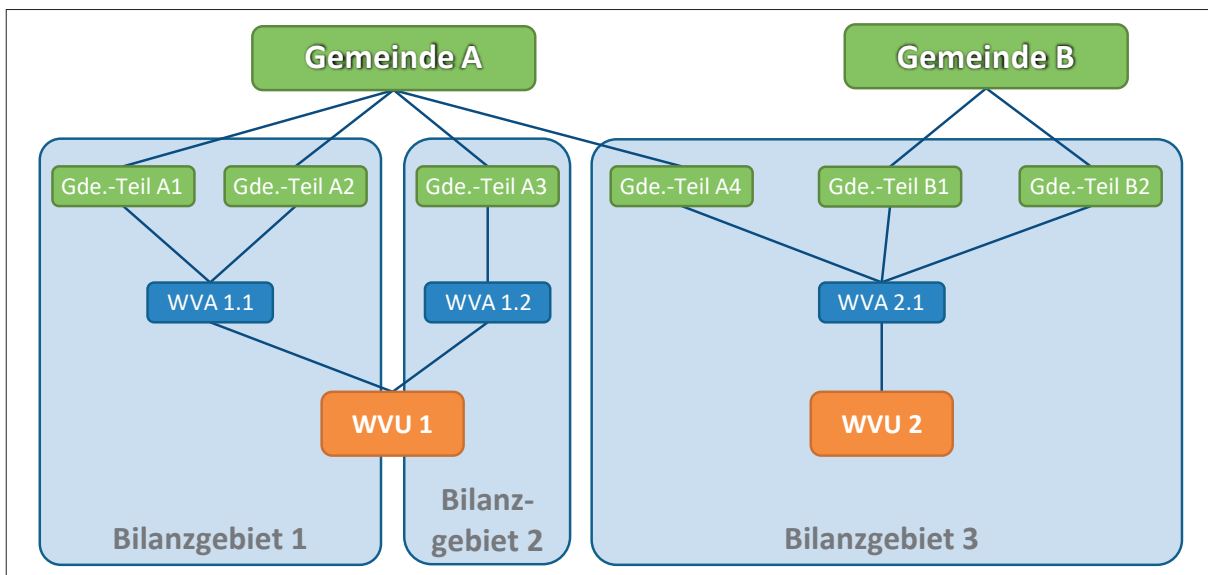 Gemeinde A
Gemeinde B
Gde.-Teil A1
Gde.-Teil A2
Gde.-Teil A3
Gde.-Teil A4
Gde.-Teil B1
Gde.-Teil B2
WVA 1.1
WVA 1.2
WVA 2.1
WVU 1
WVU 2
Bilanzgebiet 1
Bilanz-
gebiet 2
Bilanzgebiet 3